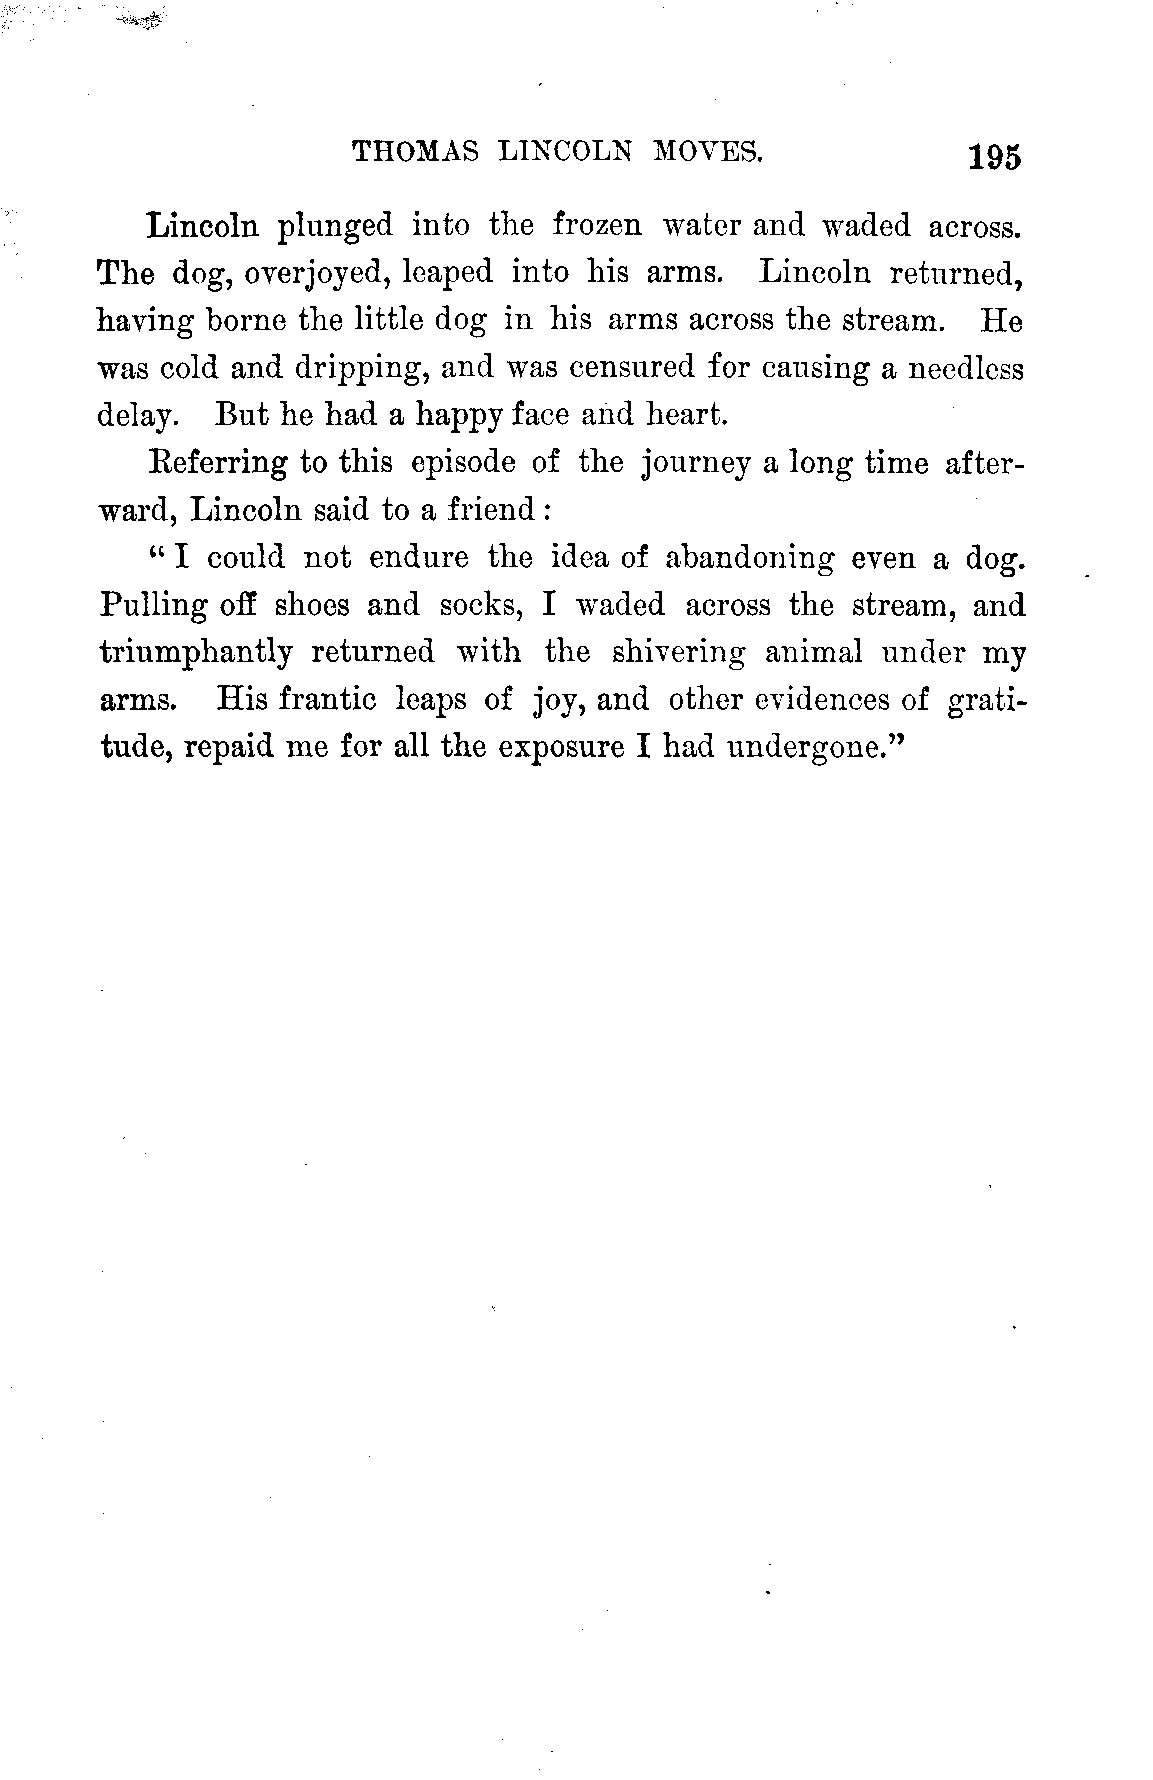 THOMAS LINCOLN MOVES. 195
Lincoln plunged into the frozen water and waded across.
The dog, overjoyed, leaped into his arms. Lincoln returned,
having borne the little dog in his arms across the stream. He
was cold and dripping, and was censured for causing a needless
delay. But he had a happy face and heart.
Referring to this episode of the journey a long time after-
ward, Lincoln said to a friend :
“ I could not endure the idea of abandoning even a dog.
Pulling off shoes and socks, I waded across the stream, and
triumphantly returned with the shivering animal under my
arms. His frantic leaps of joy, and other evidences of grati-
tude, repaid me for all the exposure I had undergone.”